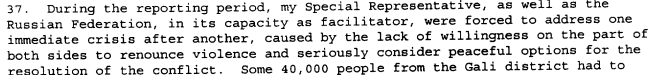 37.  During the reporting period, my Special Representative, as well as the
Russian Federation, in its capacity as facilitator, were forced to address one
immediate crisis after another, caused by the lack of willingness on the part of
both sides to renounce violence and seriously consider peaceful options for the
resolution of the conflict.  Some 40,000 people from the Gali district had to